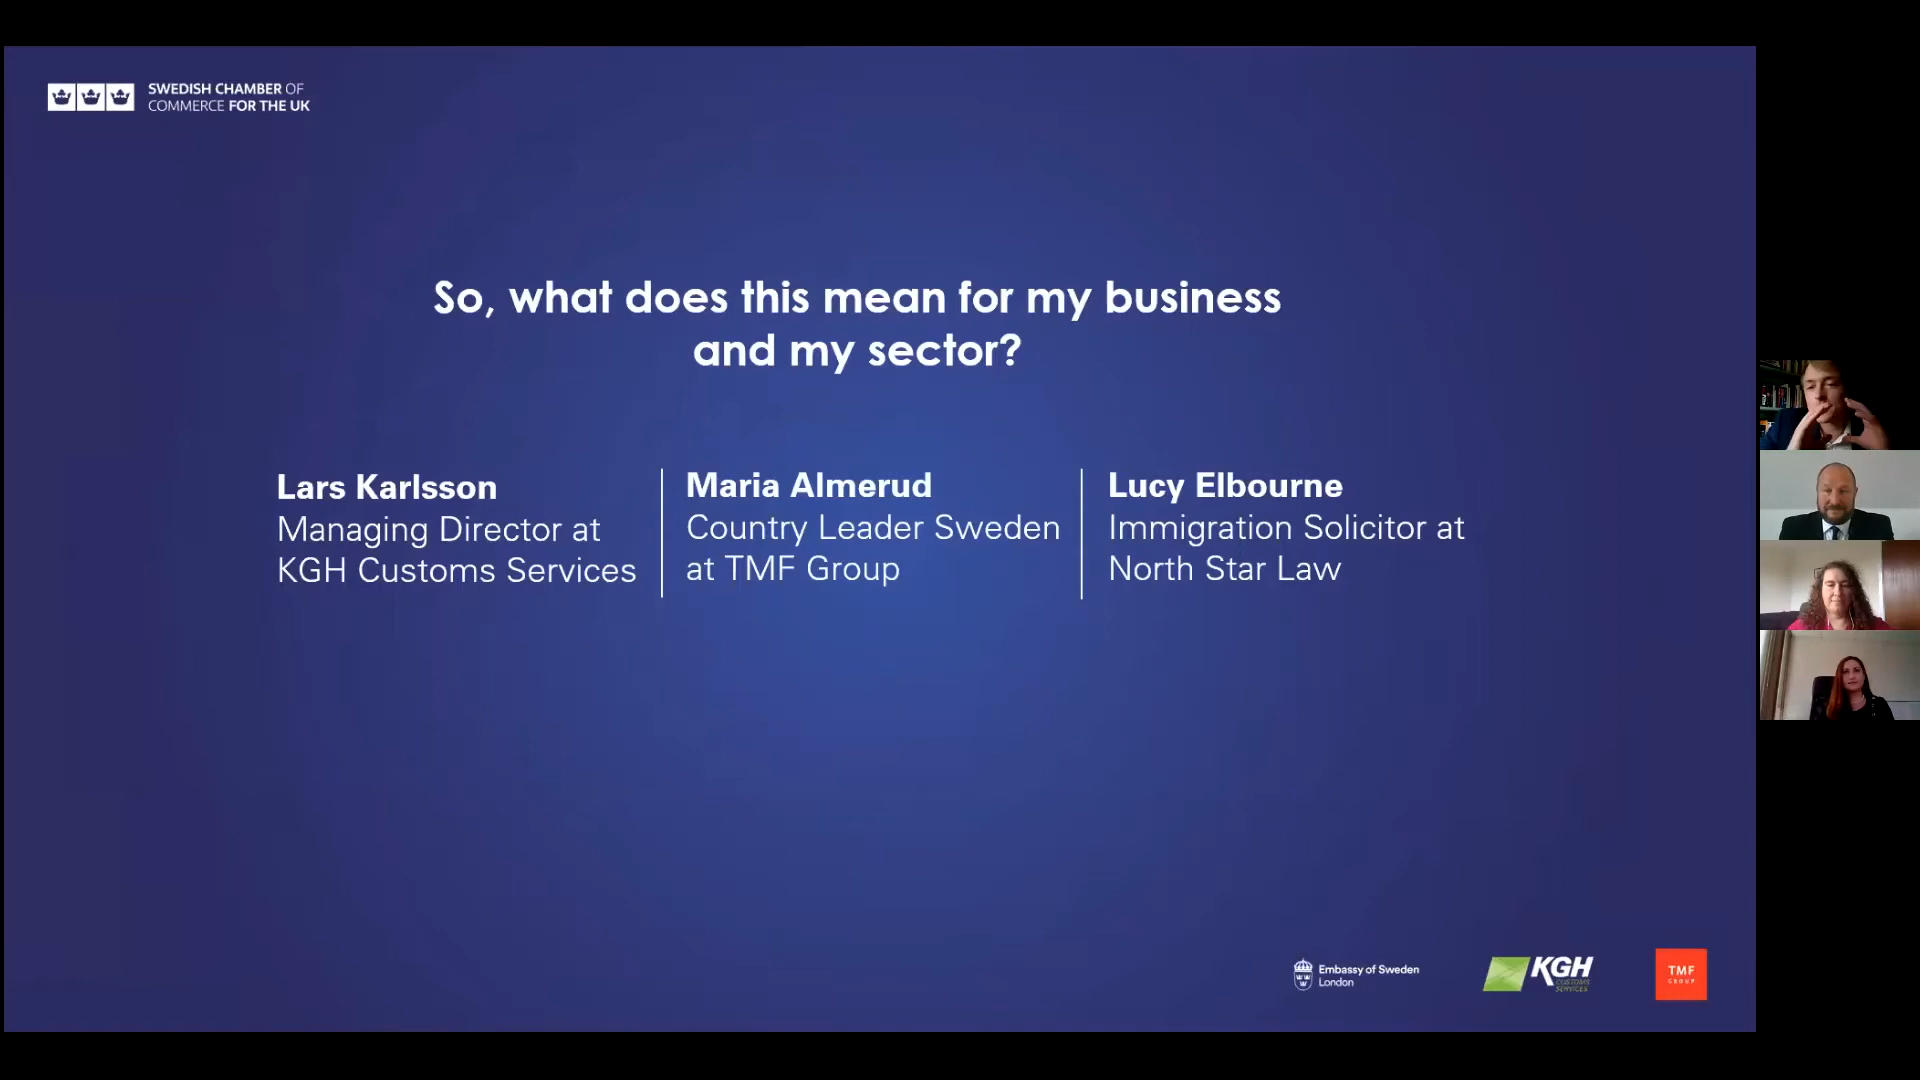 SWEDISH CHAMBER OF
COMMERCE FOR THE UK
So, what does this mean for my business
and my sector?
Lars Karlsson
Managing Director at
KGH Customs Services
Maria Almerud
Country Leader Sweden
at TMF Group
Lucy Elbourne
Immigration Solicitor at
North Star Law
Embassy of Sweden
London
KGH
CUSTOMS
SERVICES
TMF
GROUP